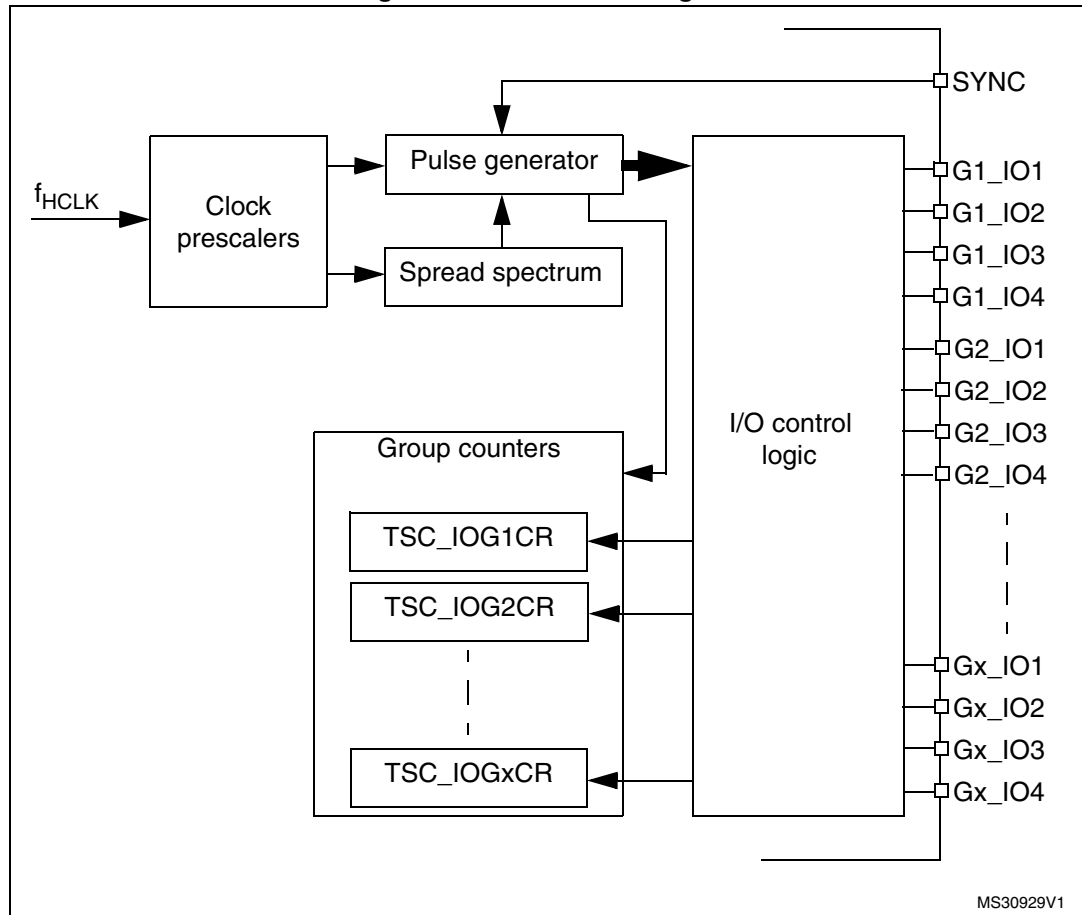 SYNC
Pulse generator
f_HCLK
Clock
prescalers
Spread spectrum
G1_IO1
G1_IO2
G1_IO3
G1_IO4
G2_IO1
G2_IO2
G2_IO3
G2_IO4
I/O control
logic
Group counters
TSC_IOG1CR
TSC_IOG2CR
TSC_IOGxCR
Gx_IO1
Gx_IO2
Gx_IO3
Gx_IO4
MS30929V1